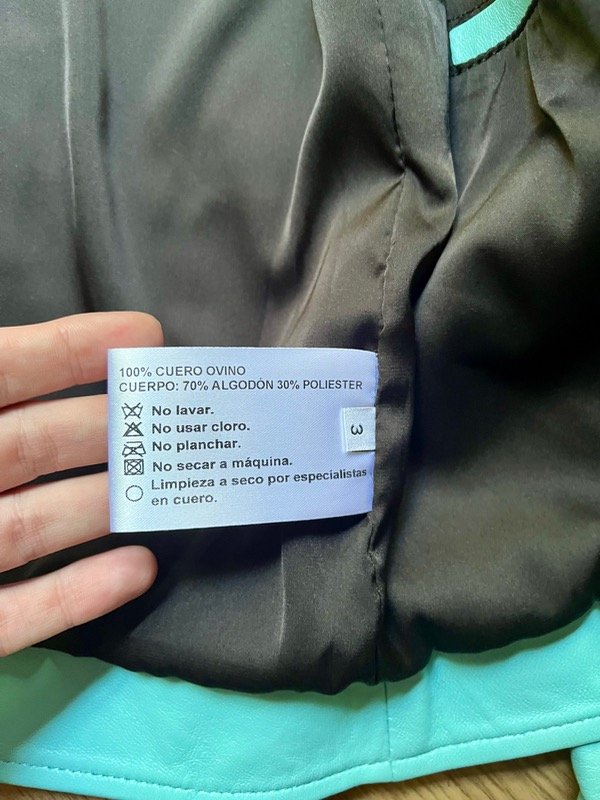 100% CUERO OVINO
CUERPO: 70% ALGODÓN 30% POLIESTER
No lavar.
No usar cloro.
No planchar.
No secar a máquina.
Limpieza a seco por especialistas
en cuero.
3